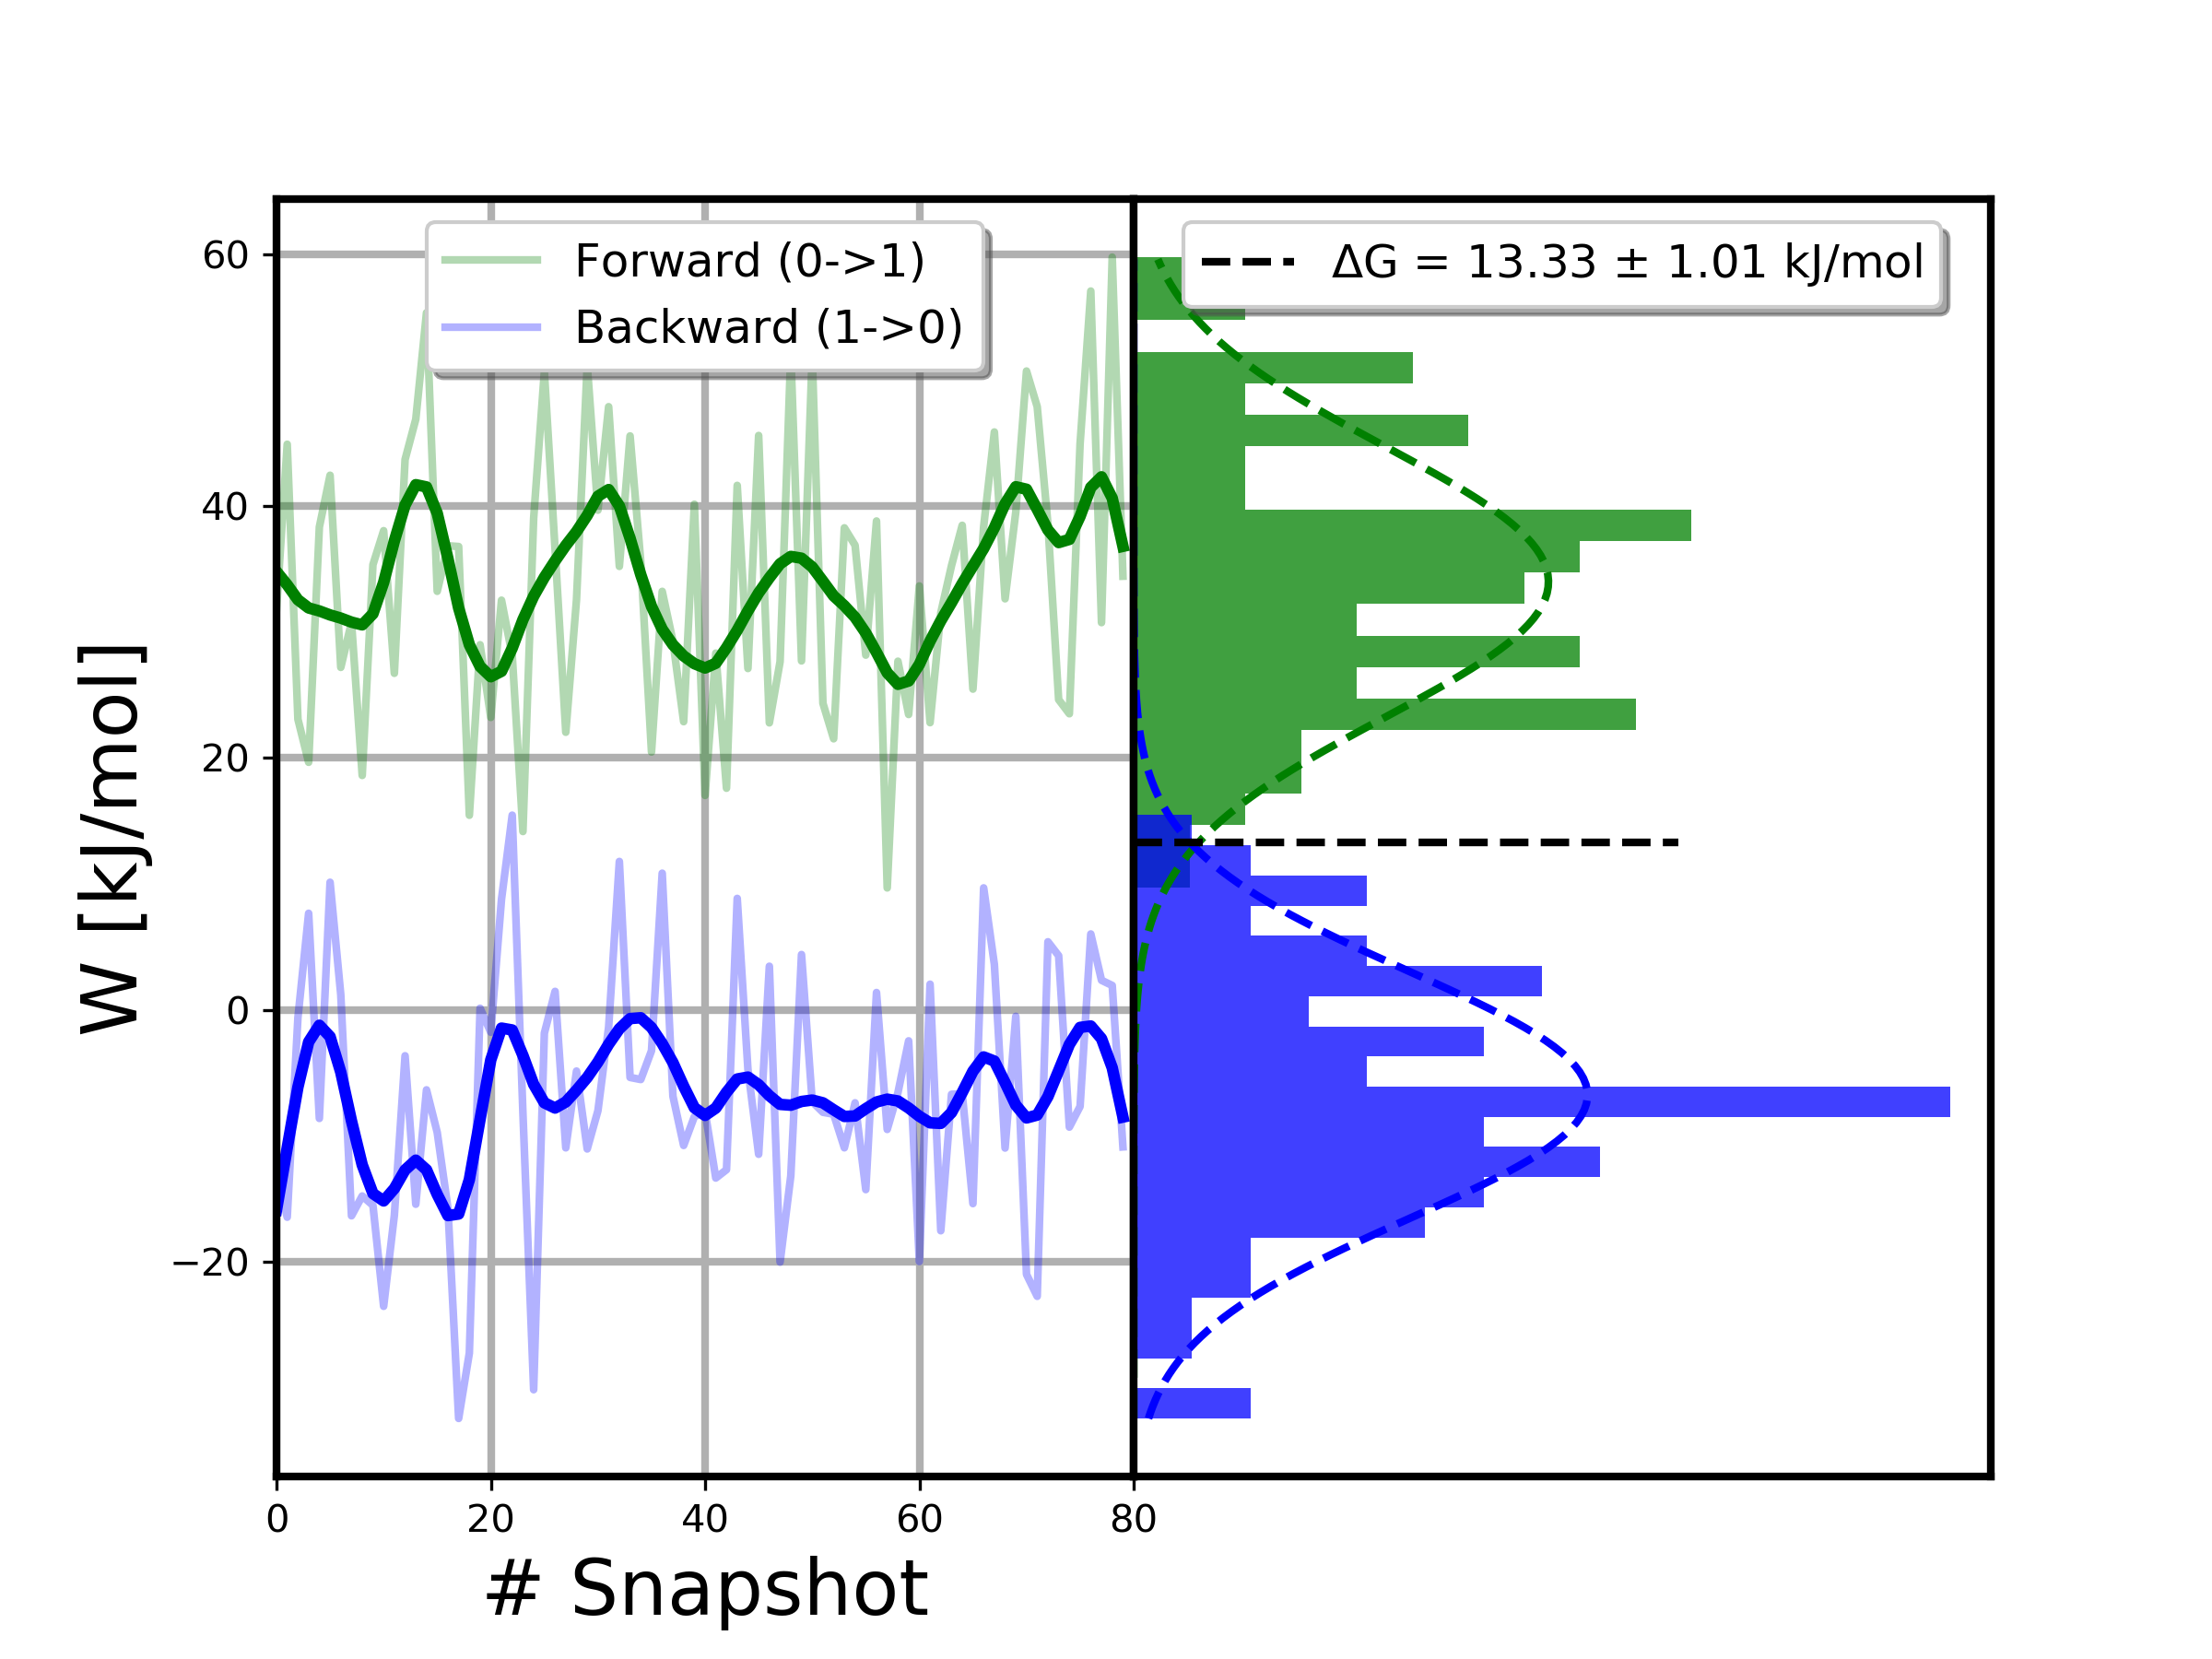 Forward (0->1)
Backward (1->0)
ΔG = 13.33 ± 1.01 kJ/mol
60
40
20
0
−20
W [kJ/mol]
0 20 40 60 80
# Snapshot